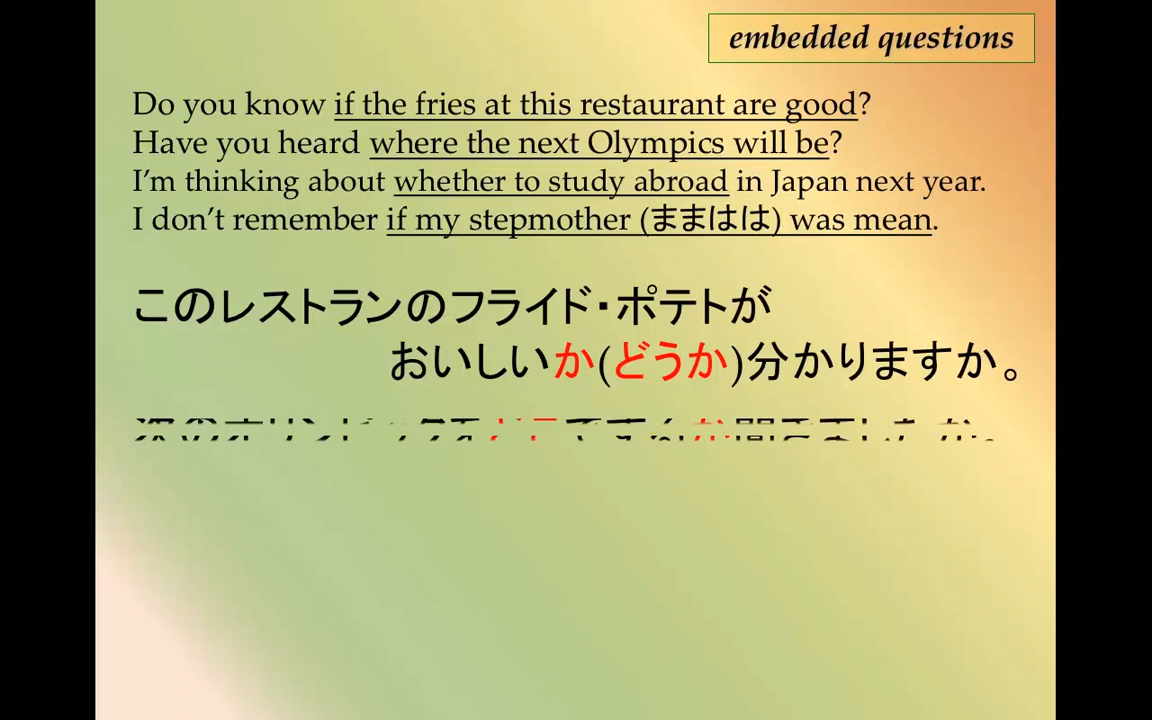 embedded questions
Do you know if the fries at this restaurant are good?
Have you heard where the next Olympics will be?
I'm thinking about whether to study abroad in Japan next year.
I don't remember if my stepmother (ままはは) was mean.
このレストランのフライド・ポテトが
おいしいか(どうか)分かりますか。